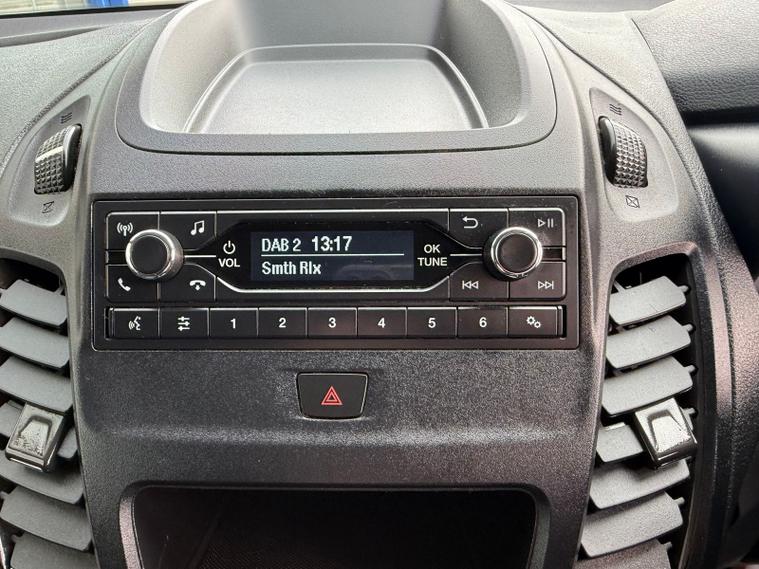 DAB 2 13:17
Smth Rlx
VOL
OK
TUNE
1 2 3 4 5 6